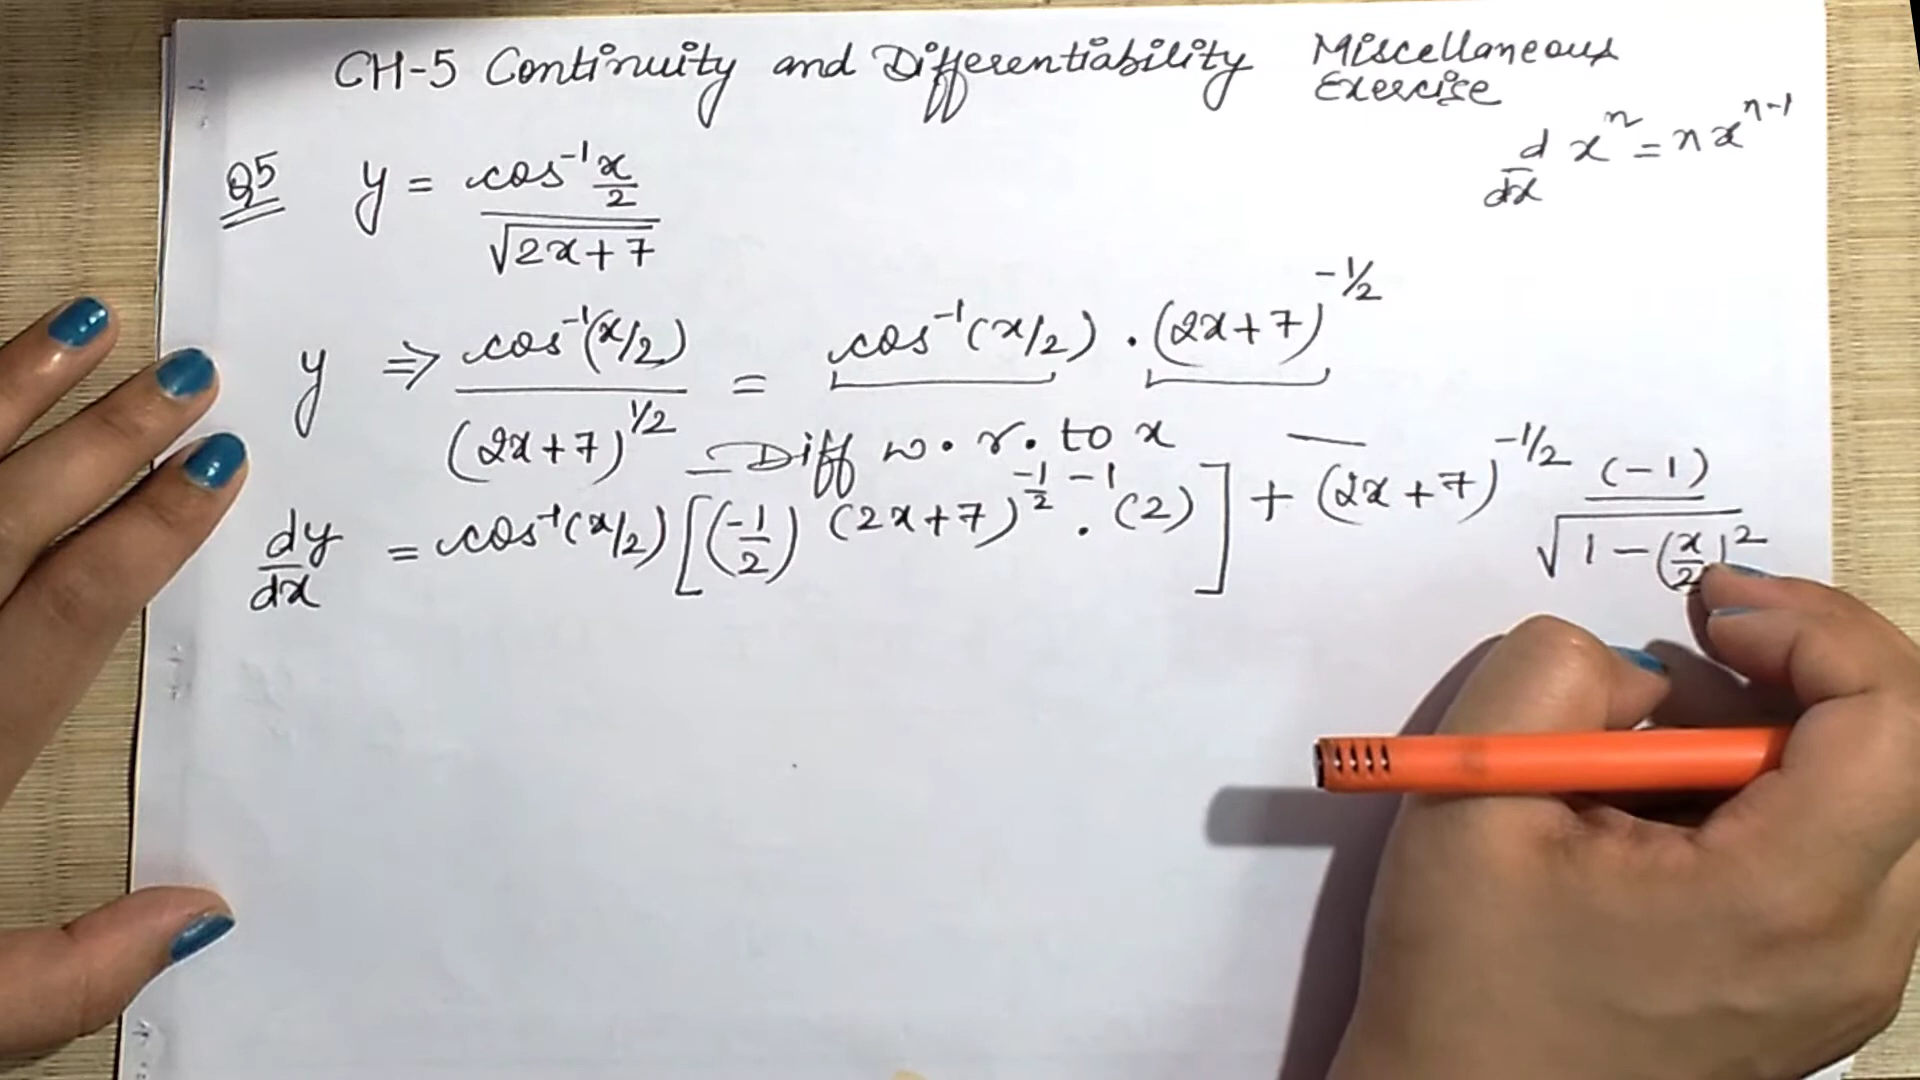 CH-5 Continuity and Differentiability Miscellaneous Exercise
d/dx x^n = n x^(n-1)
Q5 y = cos⁻¹ x/2 / √(2x+7)
y ⇒ cos⁻¹(x/2) / (2x+7)^(1/2) = cos⁻¹(x/2) · (2x+7)^(-1/2)
Diff w.r.to x
dy/dx = cos⁻¹(x/2) [(-1/2) (2x+7)^(-1/2 -1) · (2)] + (2x+7)^(-1/2) (-1) / √(1-(x/2)²)